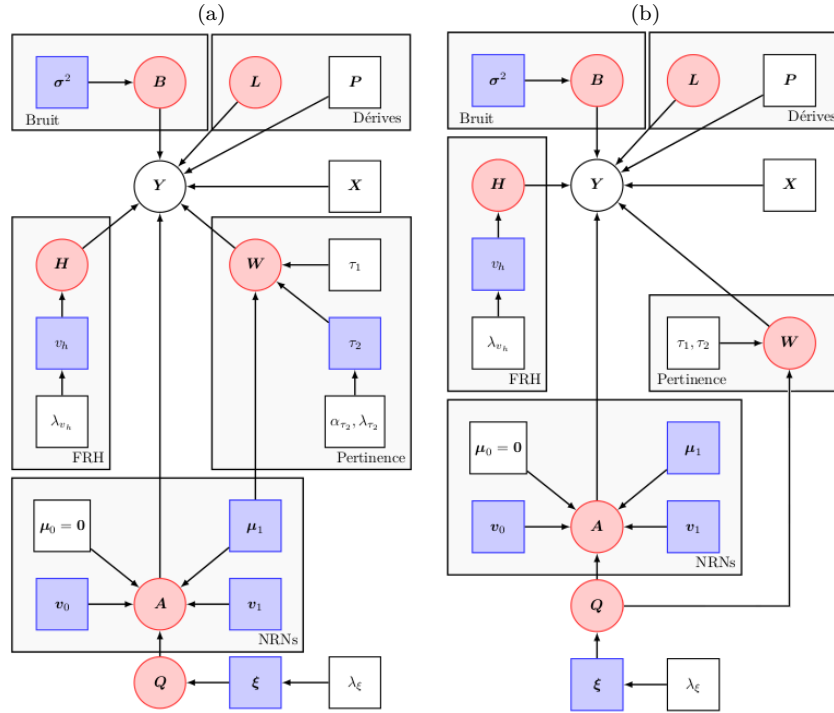 (a)
σ² B L P
Bruit Dérives
Y X
H W τ₁
v_h τ₂
λ_{v_h} α_{τ₂}, λ_{τ₂}
FRH Pertinence
μ₀ = 0 μ₁
v₀ A v₁
NRNs
Q ξ λ_ξ
(b)
σ² B L P
Bruit Dérives
H Y X
v_h
λ_{v_h} τ₁, τ₂ W
FRH Pertinence
μ₀ = 0 μ₁
v₀ A v₁
NRNs
Q
ξ λ_ξ